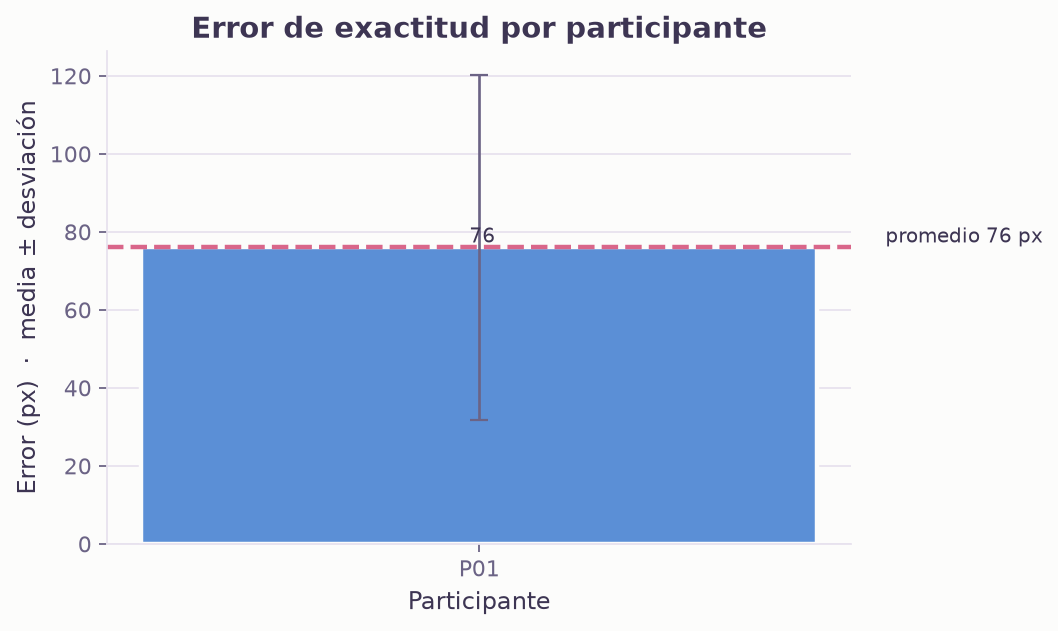 Error de exactitud por participante
Error (px)  ·  media ± desviación
120
100
80
60
40
20
0
76
promedio 76 px
P01
Participante